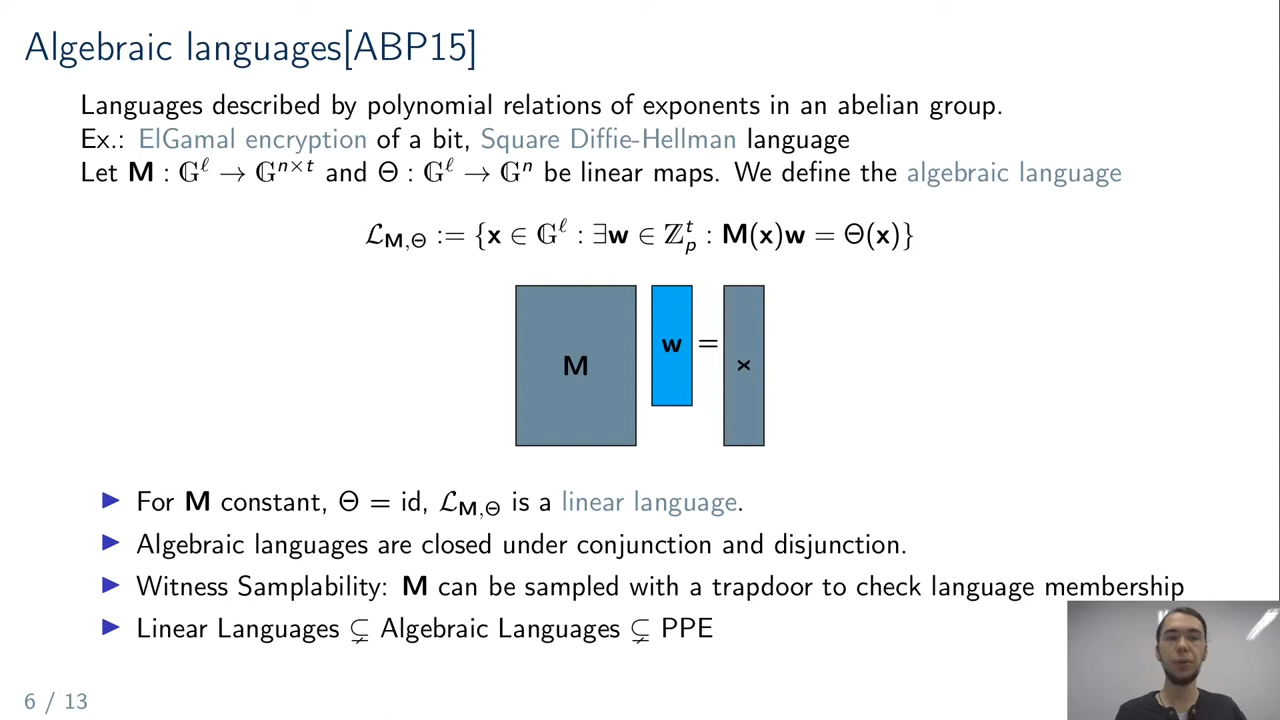 Algebraic languages[ABP15]
Languages described by polynomial relations of exponents in an abelian group.
Ex.: ElGamal encryption of a bit, Square Diffie-Hellman language
Let M : 𝔾^ℓ → 𝔾^{n×t} and Θ : 𝔾^ℓ → 𝔾^n be linear maps. We define the algebraic language
ℒ_{M,Θ} := {x ∈ 𝔾^ℓ : ∃w ∈ ℤ_p^t : M(x)w = Θ(x)}
M w = x
▶ For M constant, Θ = id, ℒ_{M,Θ} is a linear language.
▶ Algebraic languages are closed under conjunction and disjunction.
▶ Witness Samplability: M can be sampled with a trapdoor to check language membership
▶ Linear Languages ⊊ Algebraic Languages ⊊ PPE
6 / 13